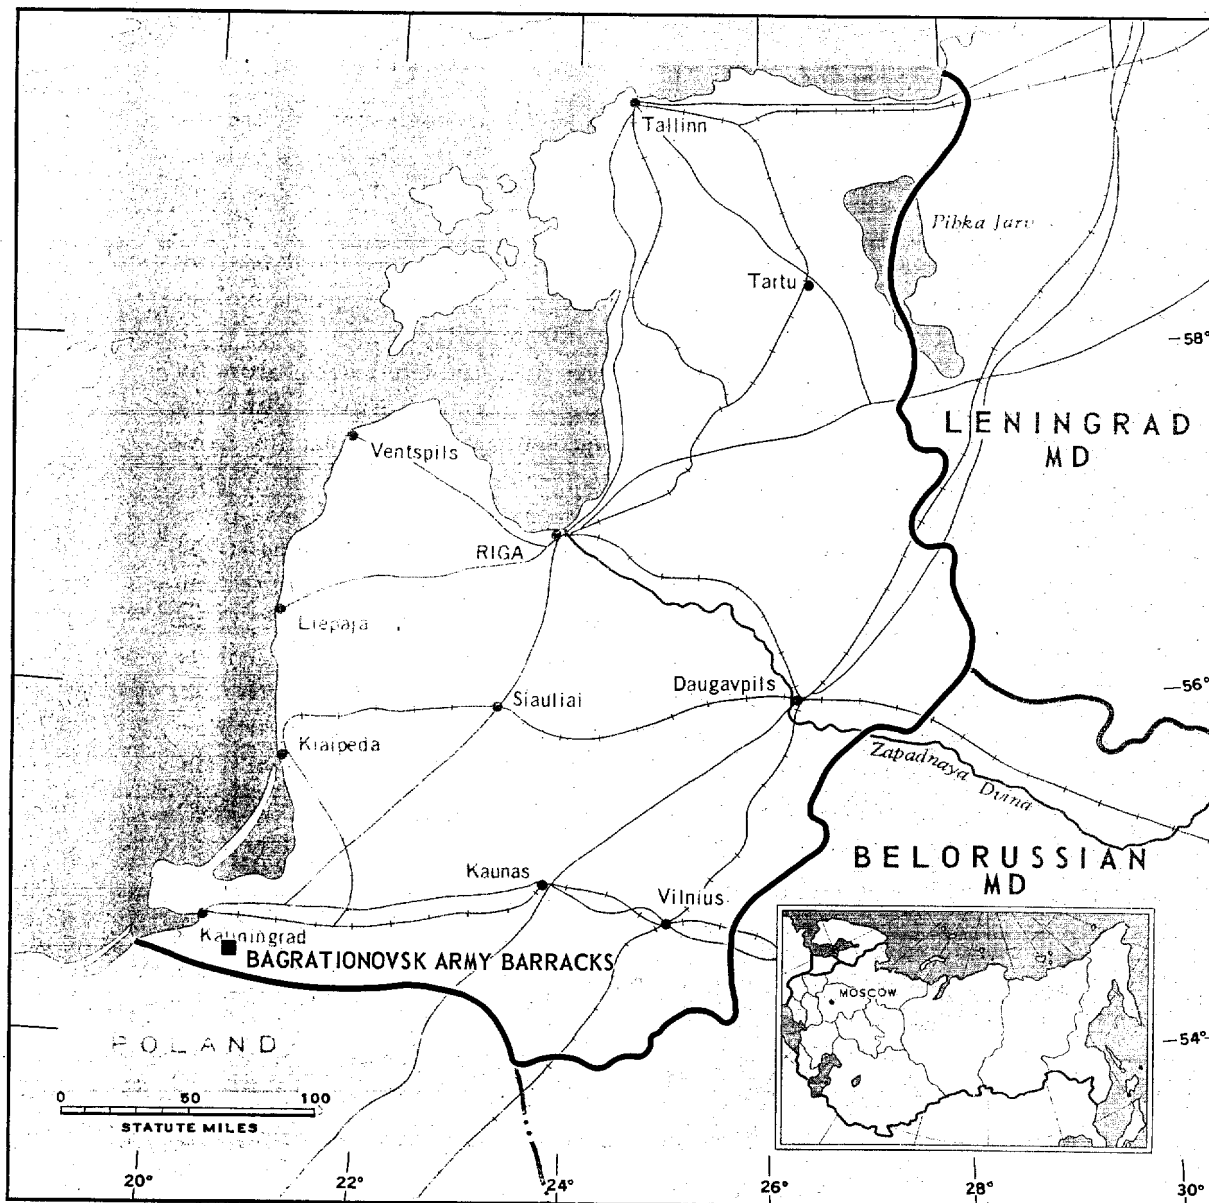 Tallinn
Pihka Jarv
Tartu
58°
LENINGRAD
MD
Ventspils
RIGA
Liepaja
Siauliai
Daugavpils
56°
Klaipeda
Zapadnaya Dvina
BELORUSSIAN
MD
Kaunas
Vilnius
Kaliningrad
BAGRATIONOVSK ARMY BARRACKS
MOSCOW
POLAND
54°
0 50 100
STATUTE MILES
20° 22° 24° 26° 28° 30°